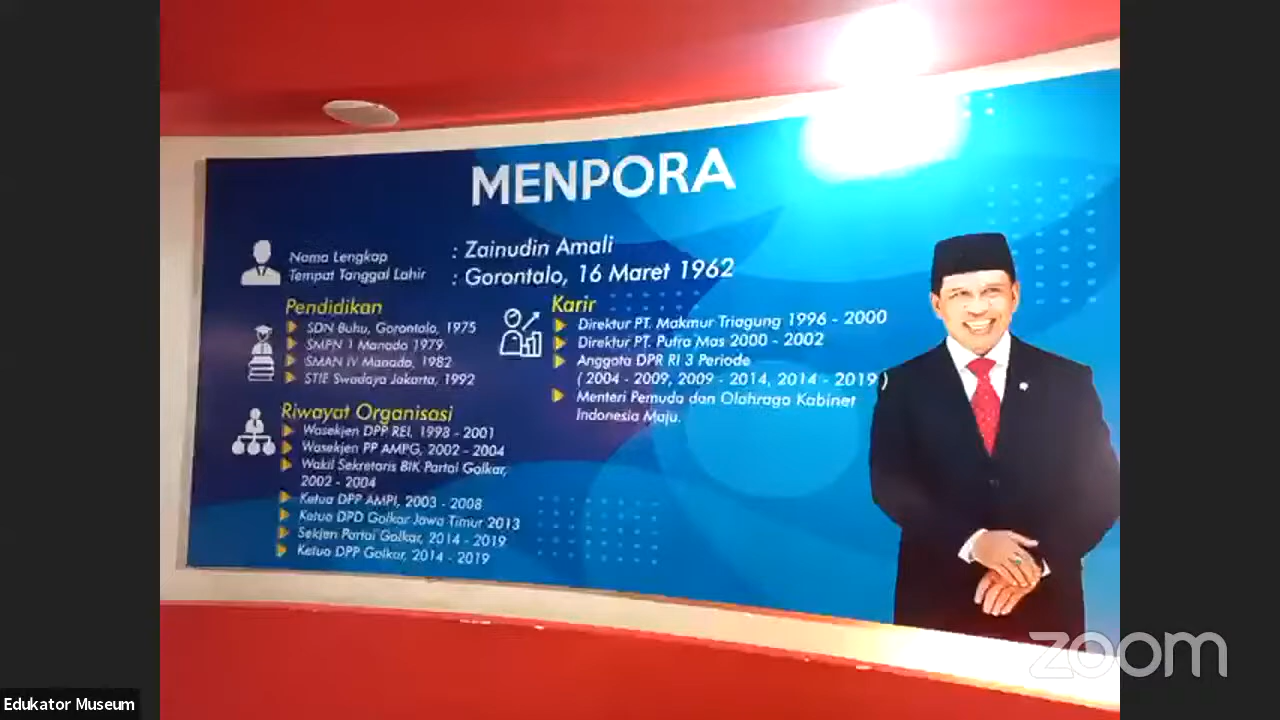 MENPORA
Nama Lengkap : Zainudin Amali
Tempat Tanggal Lahir : Gorontalo, 16 Maret 1962
Pendidikan
SDN Buhu, Gorontalo, 1975
SMPN 1 Manado 1979
SMAN IV Manado, 1982
STIE Swadaya Jakarta, 1992
Riwayat Organisasi
Wasekjen DPP REI, 1998 - 2001
Wasekjen PP AMPG, 2002 - 2004
Wakil Sekretaris BIK Partai Golkar,
2002 - 2004
Ketua DPP AMPI, 2003 - 2008
Ketua DPD Golkar Jawa Timur 2013
Sekjen Partai Golkar, 2014 - 2019
Ketua DPP Golkar, 2014 - 2019
Karir
Direktur PT. Makmur Triagung 1996 - 2000
Direktur PT. Putra Mas 2000 - 2002
Anggota DPR RI 3 Periode
( 2004 - 2009, 2009 - 2014, 2014 - 2019 )
Menteri Pemuda dan Olahraga Kabinet
Indonesia Maju.
zoom
Edukator Museum